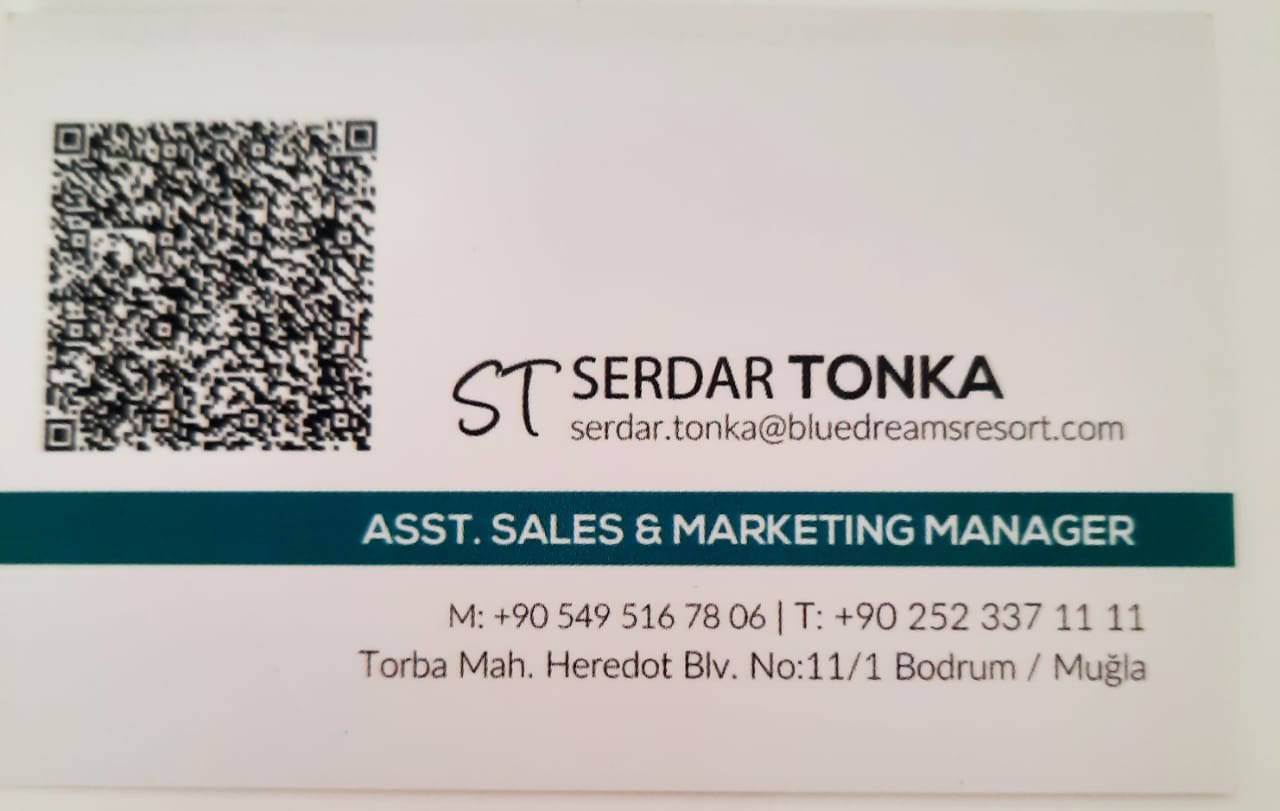 ST SERDAR TONKA
serdar.tonka@bluedreamsresort.com
ASST. SALES & MARKETING MANAGER
M: +90 549 516 78 06 | T: +90 252 337 11 11
Torba Mah. Heredot Blv. No:11/1 Bodrum / Muğla